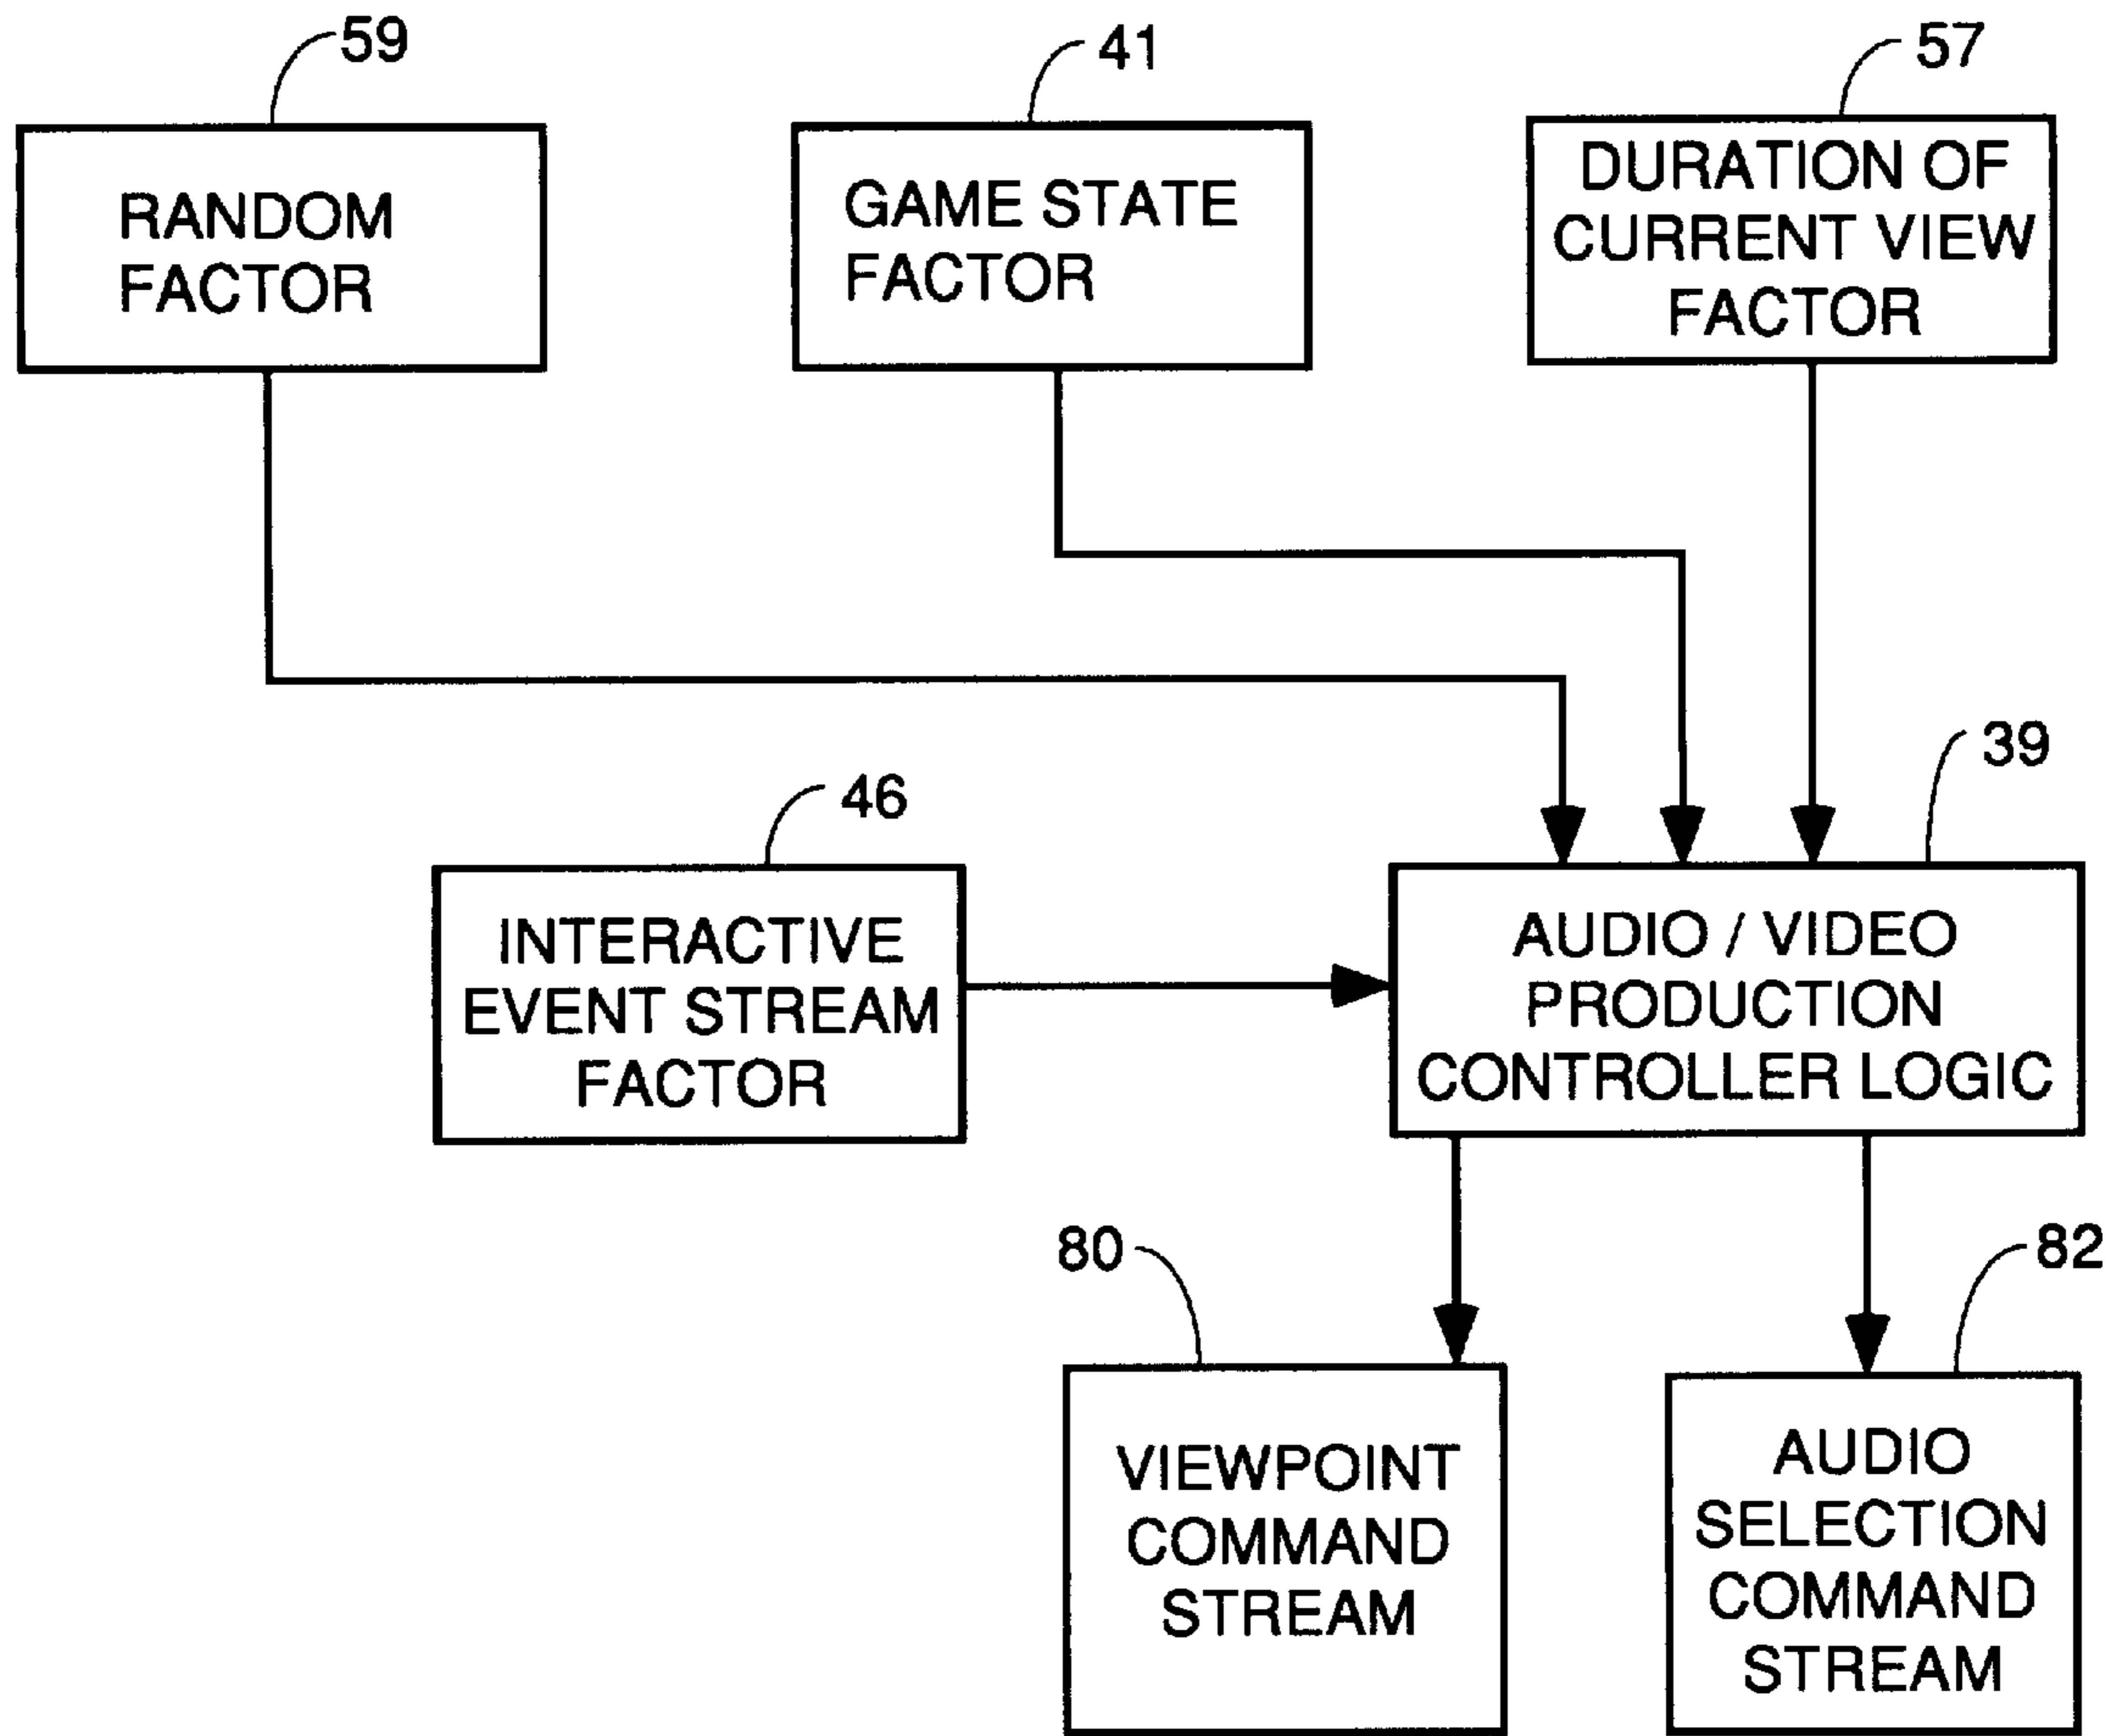 59
41
57
RANDOM
FACTOR
GAME STATE
FACTOR
DURATION OF
CURRENT VIEW
FACTOR
39
46
INTERACTIVE
EVENT STREAM
FACTOR
AUDIO / VIDEO
PRODUCTION
CONTROLLER LOGIC
80
82
VIEWPOINT
COMMAND
STREAM
AUDIO
SELECTION
COMMAND
STREAM